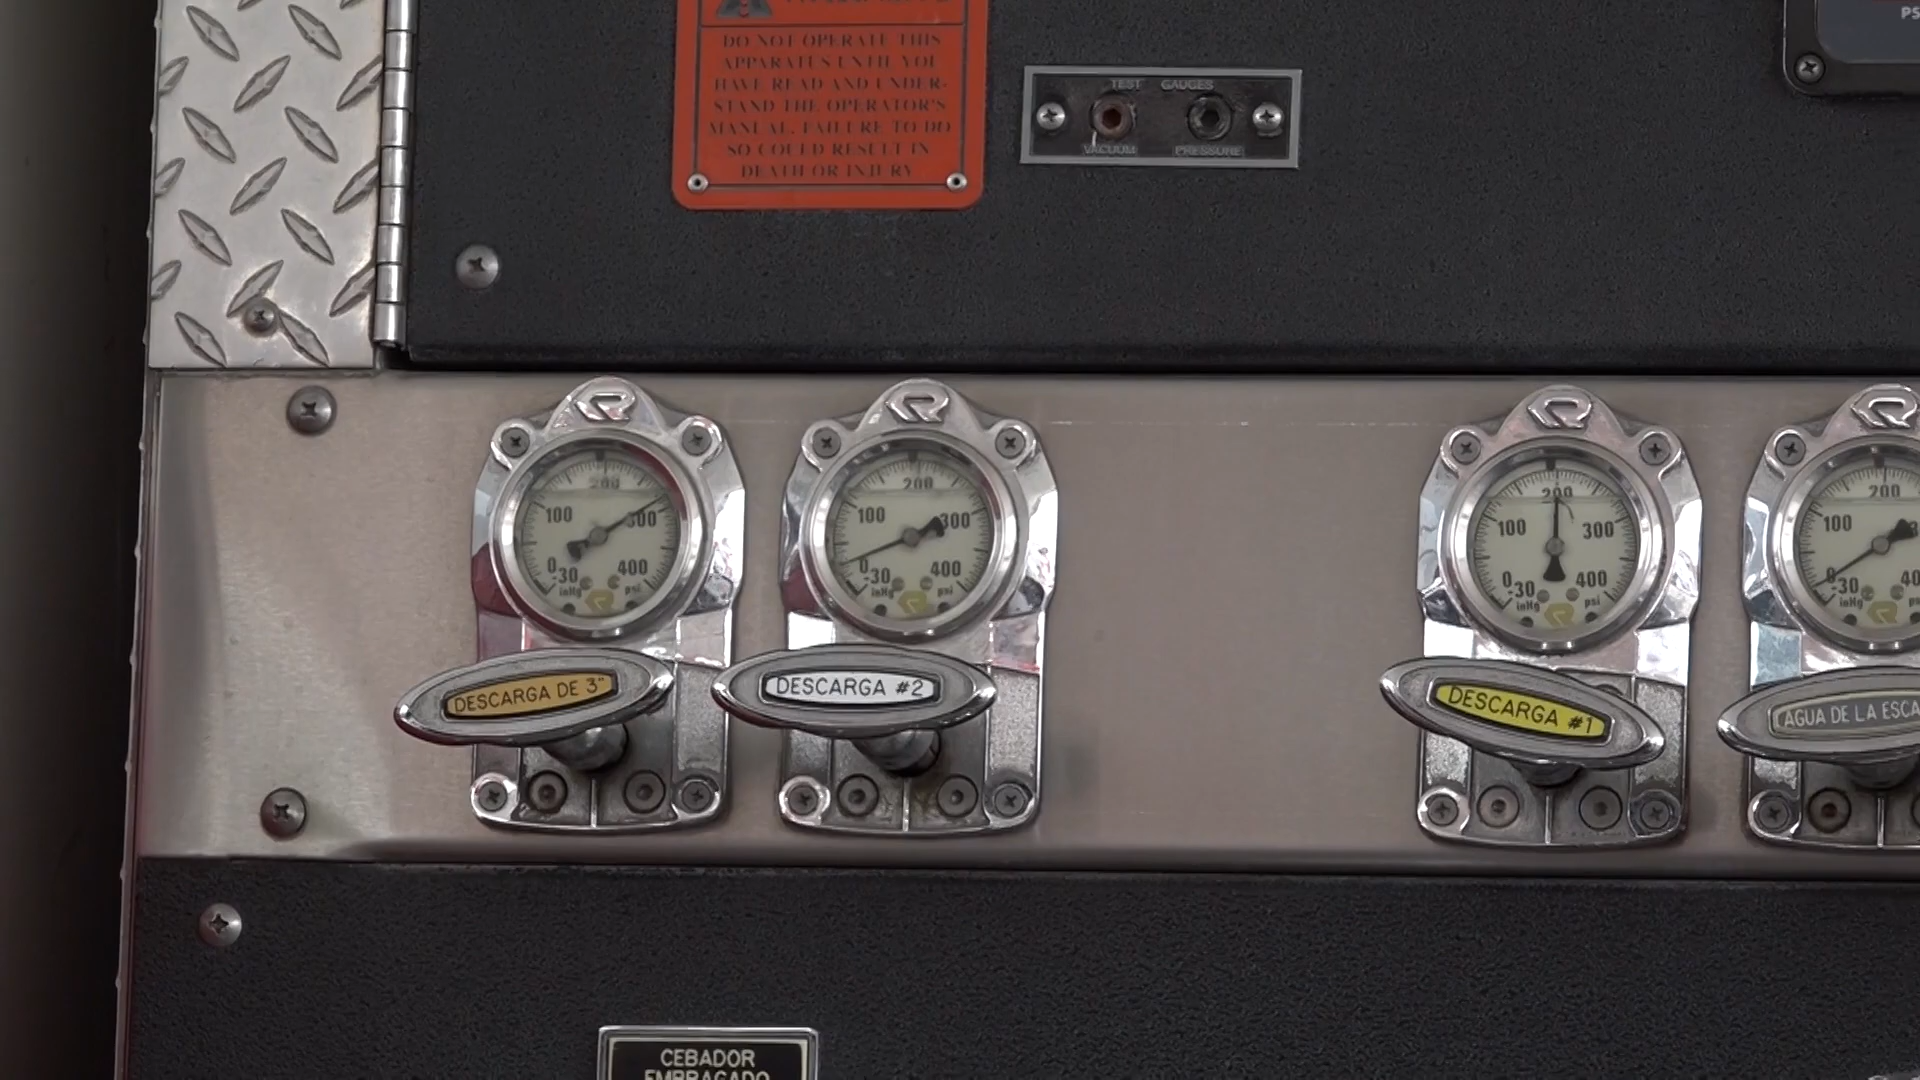 DO NOT OPERATE THIS
APPARATUS UNTIL YOU
HAVE READ AND UNDER-
STAND THE OPERATOR'S
MANUAL. FAILURE TO DO
SO COULD RESULT IN
DEATH OR INJURY
TEST GAUGES
VACUUM PRESSURE
PS
200
100 300
0 400
-30
inHg psi
DESCARGA DE 3"
200
100 300
0 400
-30
inHg psi
DESCARGA #2
200
100 300
0 400
-30
inHg psi
DESCARGA #1
200
100
-30
inHg
AGUA DE LA ESCA
CEBADOR
EMBRAGADO